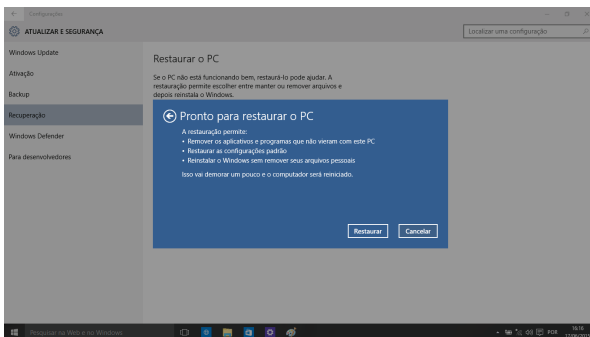 Configurações
ATUALIZAR E SEGURANÇA
Localizar uma configuração
Windows Update
Ativação
Backup
Recuperação
Windows Defender
Para desenvolvedores
Restaurar o PC
Se o PC não está funcionando bem, restaurá-lo pode ajudar. A
restauração permite escolher entre manter ou remover arquivos e
depois reinstala o Windows.
Pronto para restaurar o PC
A restauração permite:
• Remover os aplicativos e programas que não vieram com este PC
• Restaurar as configurações padrão
• Reinstalar o Windows sem remover seus arquivos pessoais
Isso vai demorar um pouco e o computador será reiniciado.
Restaurar Cancelar
Pesquisar na Web e no Windows
POR
16:16